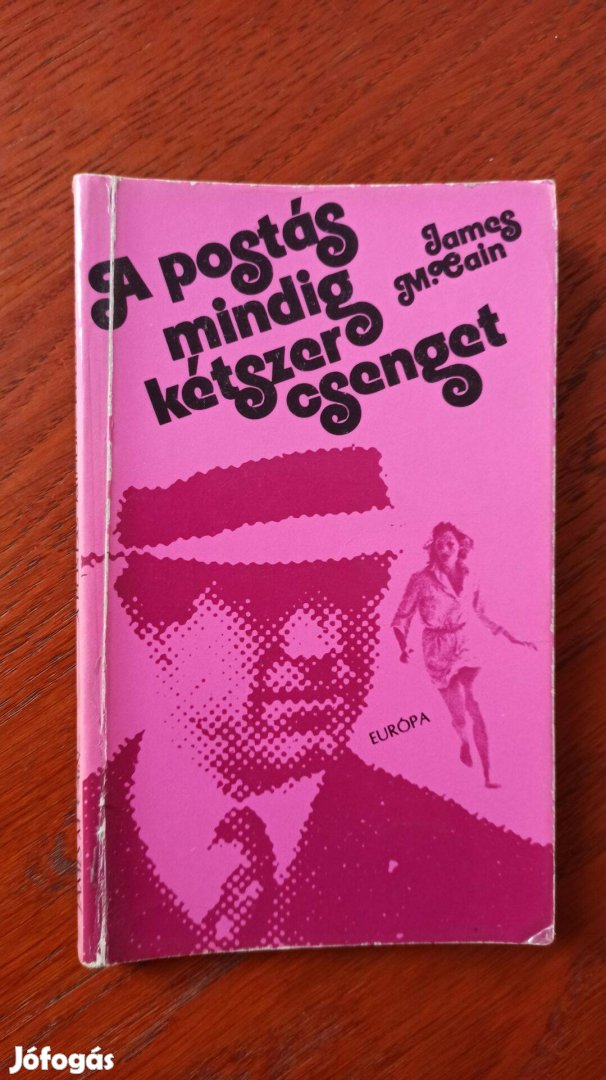 A postás
mindig
kétszer
csenget
James
M. Cain
EURÓPA
Jófogás